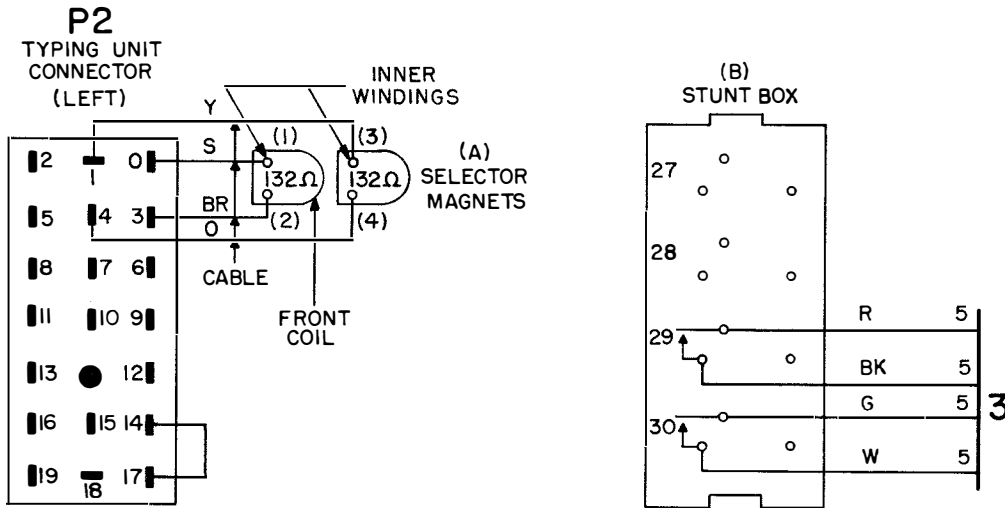 P2
TYPING UNIT
CONNECTOR
(LEFT)
INNER
WINDINGS
Y
S
BR
O
(1)
(3)
132Ω
132Ω
(2)
(4)
(A)
SELECTOR
MAGNETS
CABLE
FRONT
COIL
2
0
5
4
3
8
7
6
11
10
9
13
12
16
15
14
19
18
17
(B)
STUNT BOX
27
28
29
30
R
5
BK
5
G
5
W
5
3